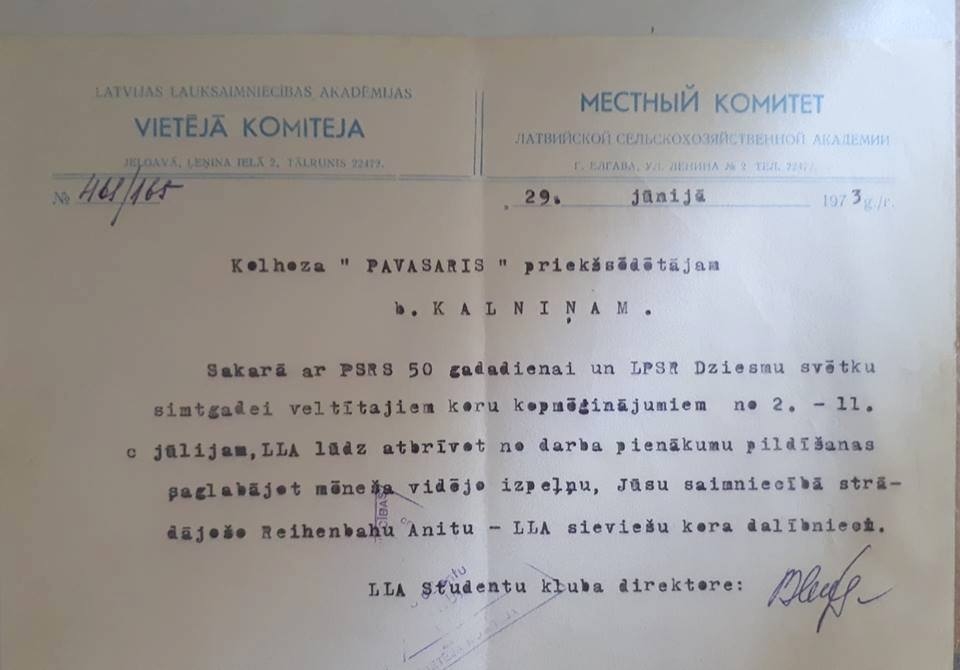 LATVIJAS LAUKSAIMNIECĪBAS AKADĒMIJAS
VIETĒJĀ KOMITEJA
JELGAVĀ, ĻEŅINA IELĀ 2, TĀLRUNIS 22472.
МЕСТНЫЙ КОМИТЕТ
ЛАТВИЙСКОЙ СЕЛЬСКОХОЗЯЙСТВЕННОЙ АКАДЕМИИ
Г. ЕЛГАВА, УЛ. ЛЕНИНА № 2 ТЕЛ. 22472
№ 461/165
29. jūnijā 1973 g./г.
Kolhoza " PAVASARIS " priekšsēdētājam
b. KALNIŅAM.
Sakarā ar PSRS 50 gadadienai un LPSR Dziesmu svētku
simtgadei veltītajiem koru kopmēģinājumiem no 2. - 11.
jūlijam, LLA lūdz atbrīvot no darba pienākumu pildīšanas
saglabājot mēneša vidējo izpeļņu, Jūsu saimniecībā strā-
dājošo Reihenbahu Anitu - LLA sieviešu kora dalībnieci.
LLA Studentu kluba direktore: